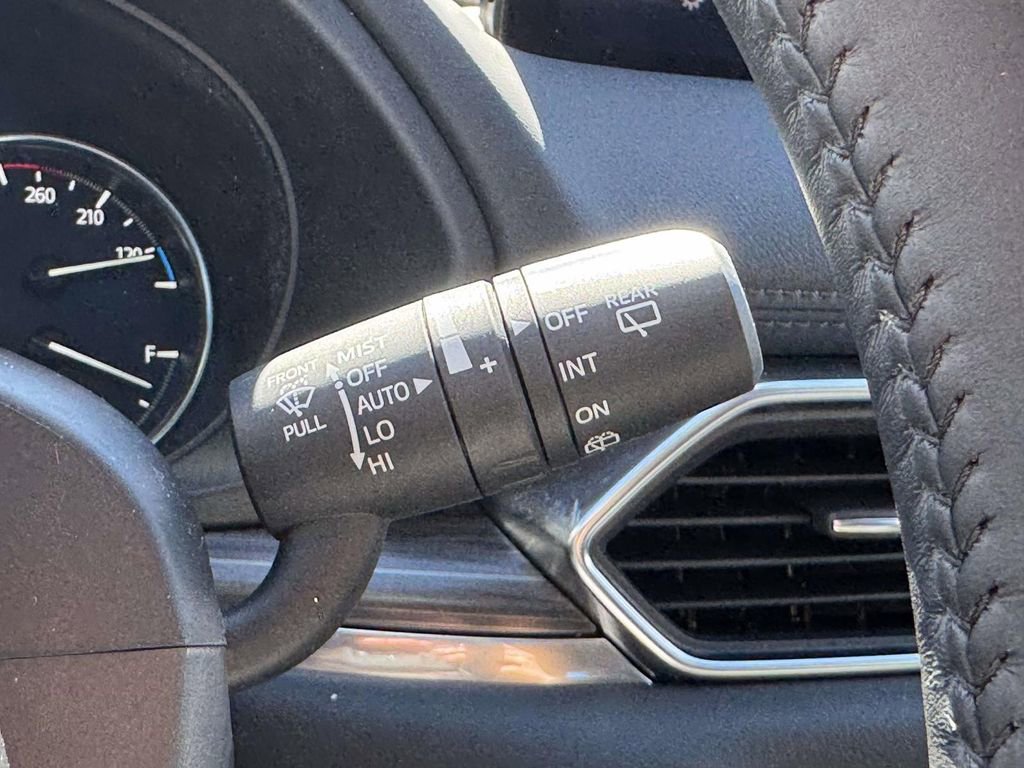 260
210
120
F
FRONT
PULL
MIST
OFF
AUTO
LO
HI
+
OFF
INT
ON
REAR